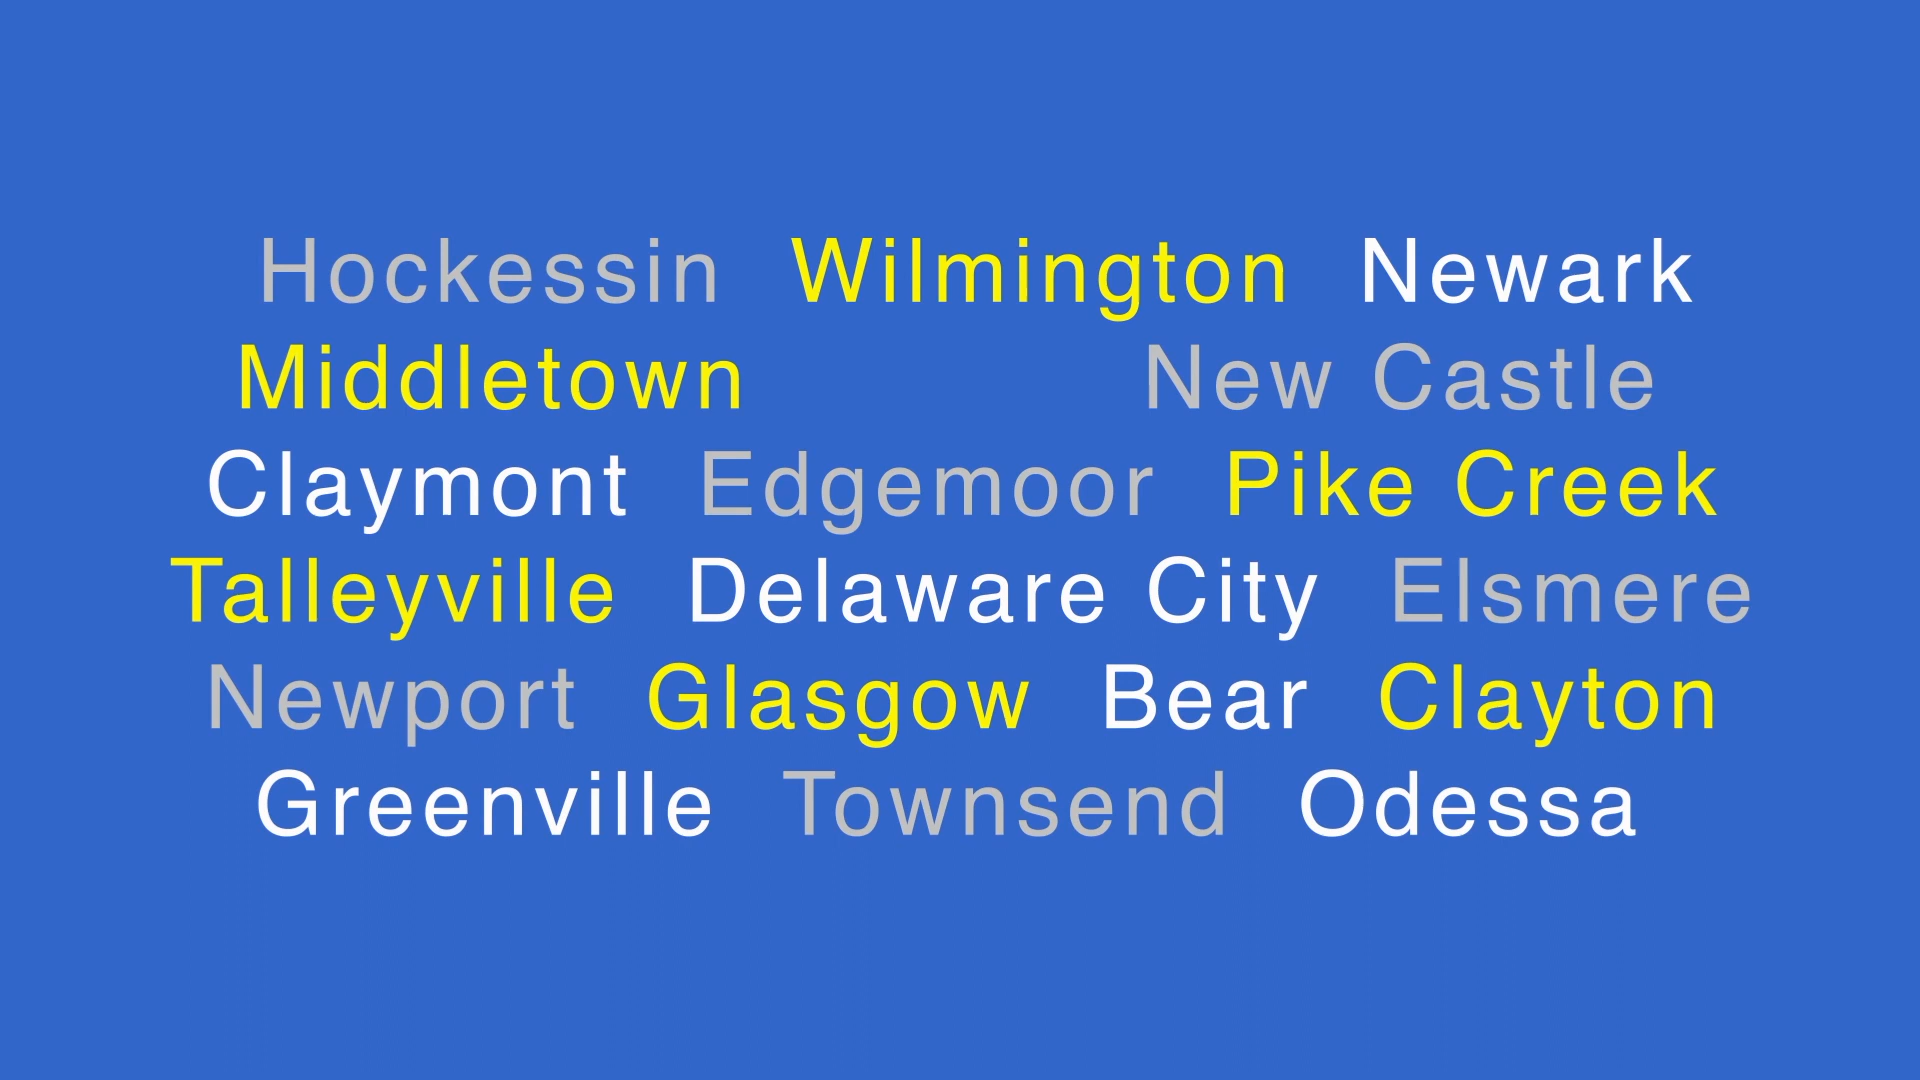 Hockessin Wilmington Newark
Middletown New Castle
Claymont Edgemoor Pike Creek
Talleyville Delaware City Elsmere
Newport Glasgow Bear Clayton
Greenville Townsend Odessa